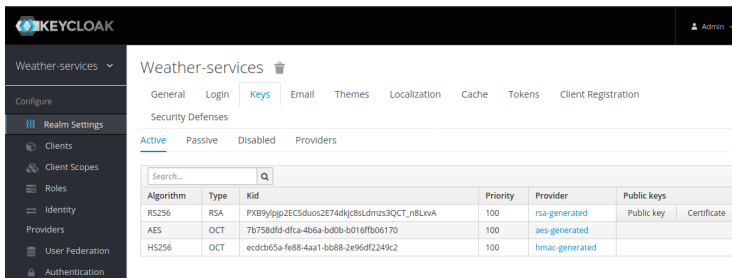 KEYCLOAK
Admin
Weather-services
Configure
Realm Settings
Clients
Client Scopes
Roles
Identity
Providers
User Federation
Authentication
Weather-services
General Login Keys Email Themes Localization Cache Tokens Client Registration
Security Defenses
Active Passive Disabled Providers
Search...
Algorithm Type Kid Priority Provider Public keys
RS256 RSA PXB9ylpjp2ECSduos2E74dkjc8sLdmzs3QCT_n8LxvA 100 rsa-generated Public key Certificate
AES OCT 7b758dfd-dfca-4b6a-bd0b-b016ffb06170 100 aes-generated
HS256 OCT ecdcb65a-fe88-4aa1-bb88-2e96df2249c2 100 hmac-generated